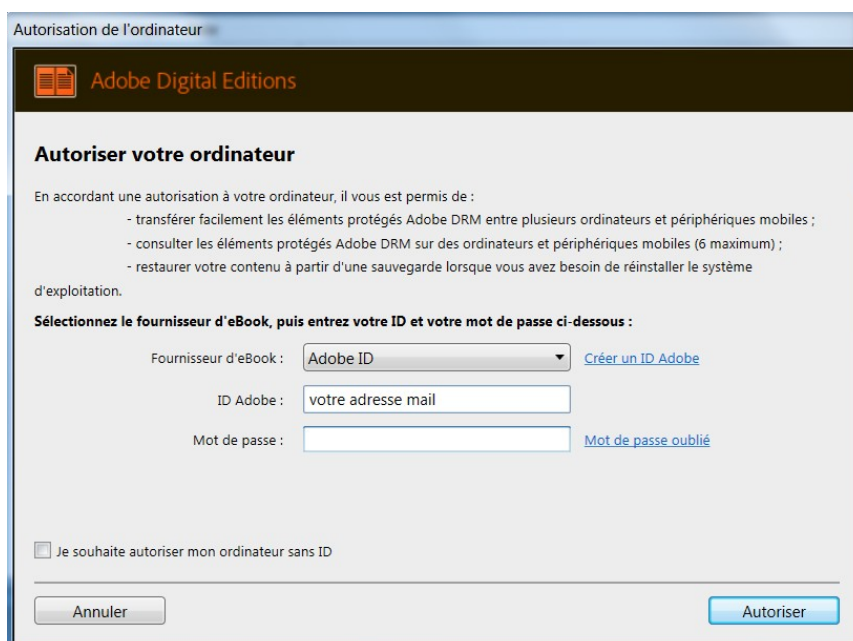 Autorisation de l'ordinateur
Adobe Digital Editions
Autoriser votre ordinateur
En accordant une autorisation à votre ordinateur, il vous est permis de :
- transférer facilement les éléments protégés Adobe DRM entre plusieurs ordinateurs et périphériques mobiles ;
- consulter les éléments protégés Adobe DRM sur des ordinateurs et périphériques mobiles (6 maximum) ;
- restaurer votre contenu à partir d'une sauvegarde lorsque vous avez besoin de réinstaller le système
d'exploitation.
Sélectionnez le fournisseur d'eBook, puis entrez votre ID et votre mot de passe ci-dessous :
Fournisseur d'eBook : Adobe ID Créer un ID Adobe
ID Adobe : votre adresse mail
Mot de passe : Mot de passe oublié
Je souhaite autoriser mon ordinateur sans ID
Annuler Autoriser